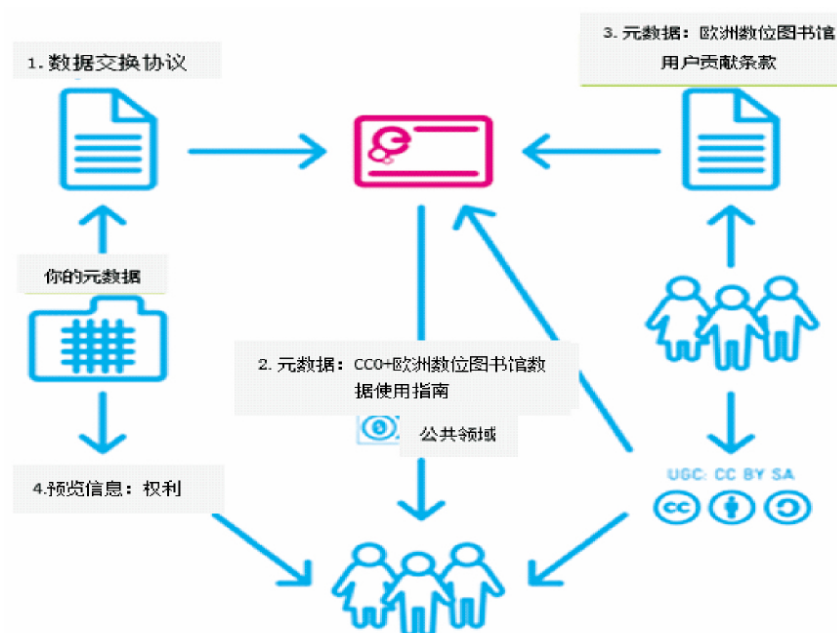 1. 数据交换协议
3. 元数据：欧洲数位图书馆
用户贡献条款
你的元数据
2. 元数据：CC0+欧洲数位图书馆数
据使用指南
公共领域
4.预览信息：权利
UGC: CC BY SA
cc